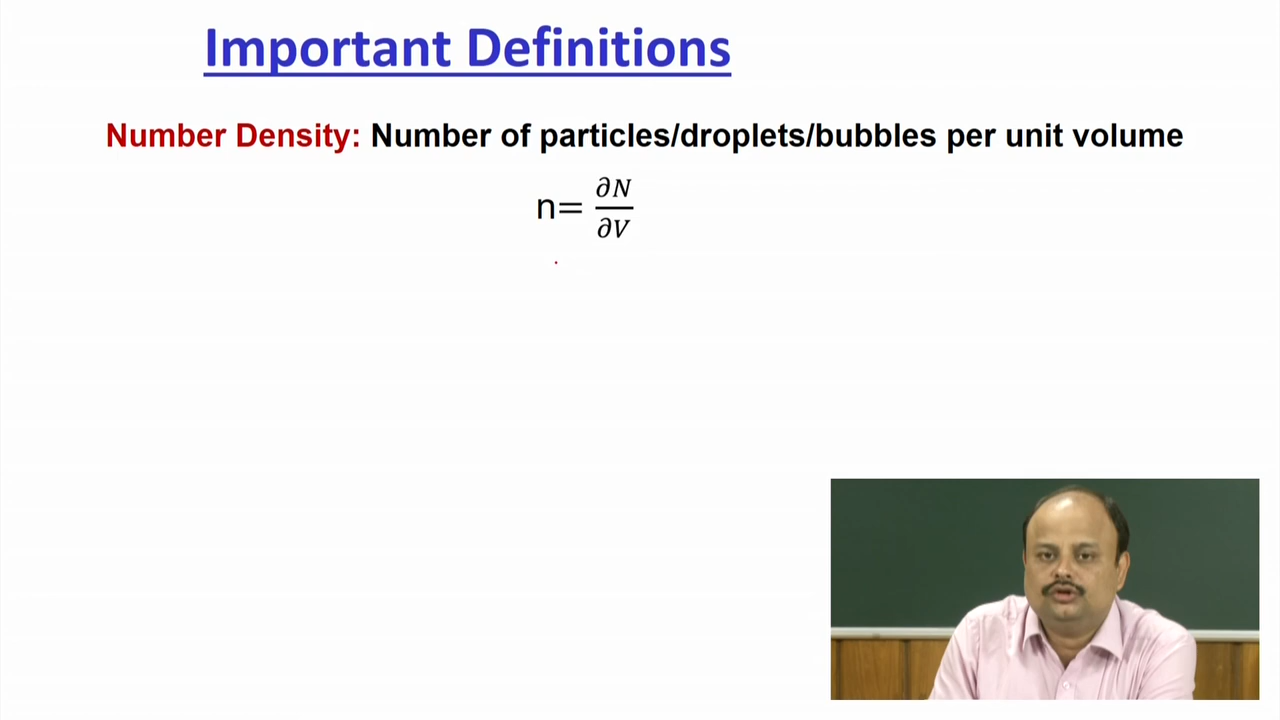 Important Definitions
Number Density: Number of particles/droplets/bubbles per unit volume
n= ∂N/∂V